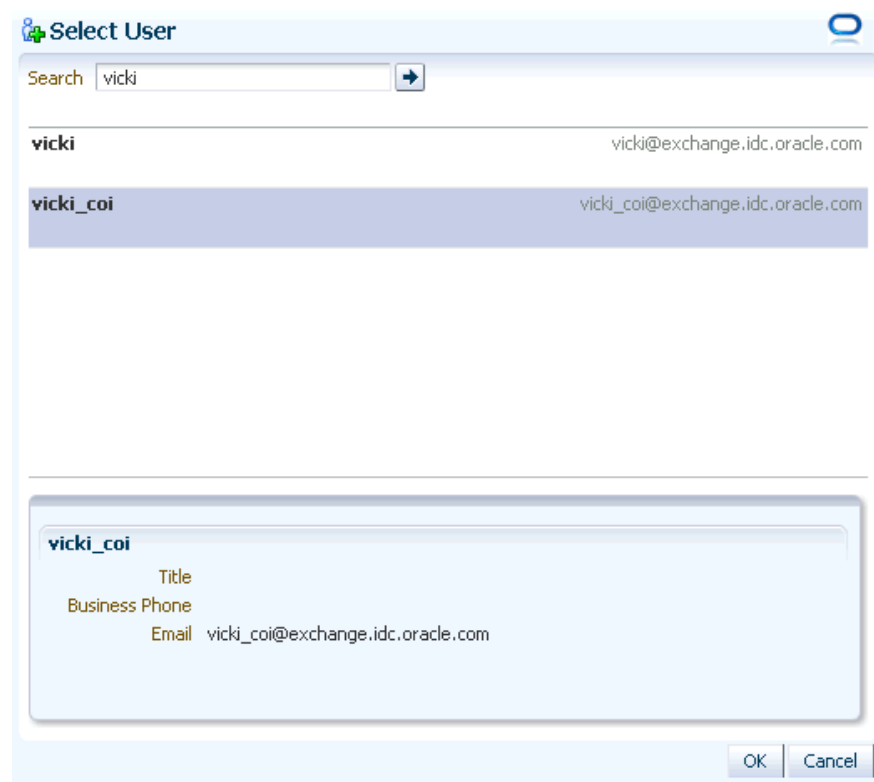 Select User
Search vicki
vicki vicki@exchange.idc.oracle.com
vicki_coi vicki_coi@exchange.idc.oracle.com
vicki_coi
Title
Business Phone
Email vicki_coi@exchange.idc.oracle.com
OK Cancel